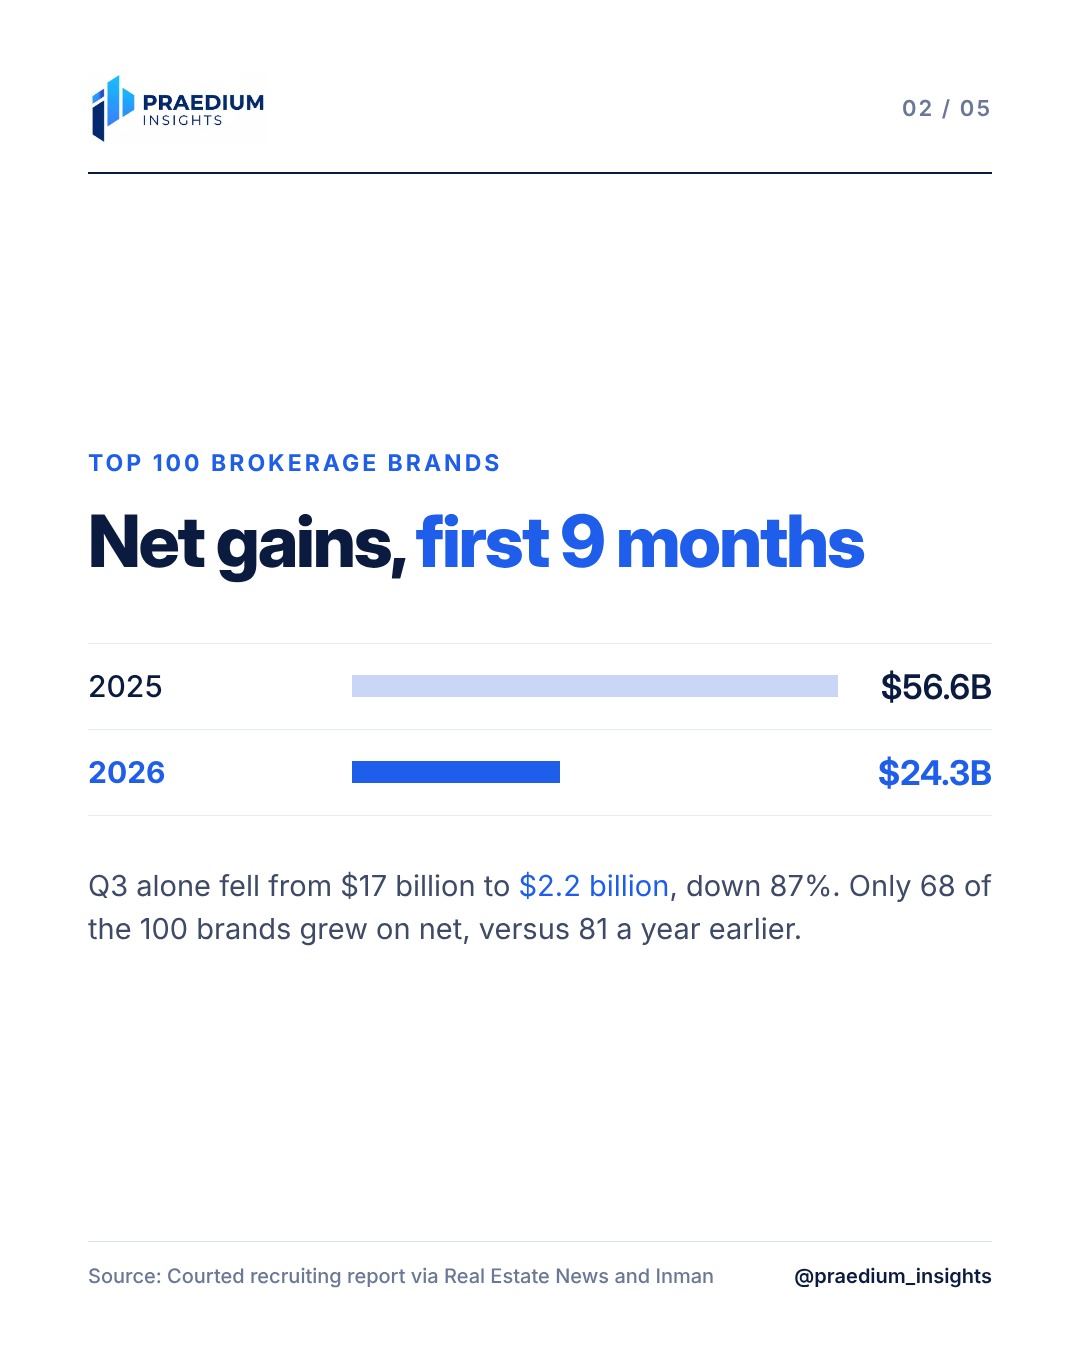 PRAEDIUM
INSIGHTS
02 / 05
TOP 100 BROKERAGE BRANDS
Net gains, first 9 months
2025 $56.6B
2026 $24.3B
Q3 alone fell from $17 billion to $2.2 billion, down 87%. Only 68 of
the 100 brands grew on net, versus 81 a year earlier.
Source: Courted recruiting report via Real Estate News and Inman @praedium_insights